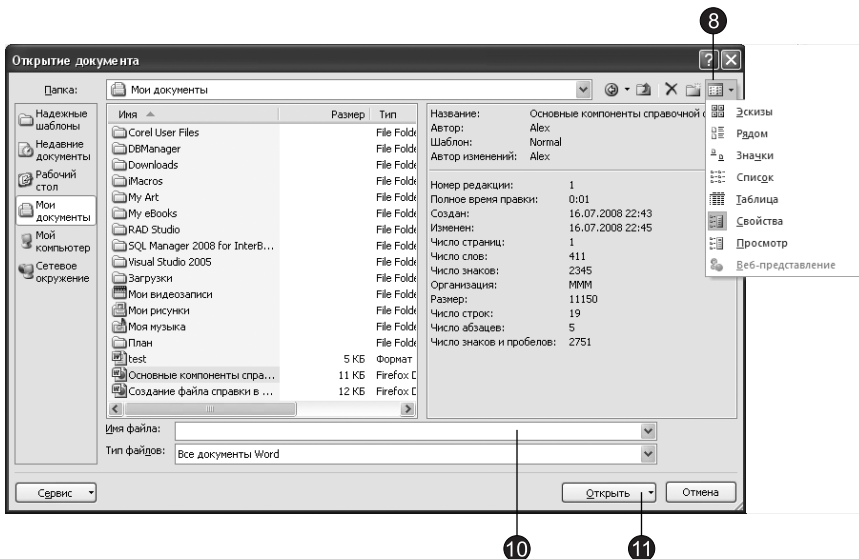 8
Открытие документа
Папка:
Мои документы
Надежные
шаблоны
Недавние
документы
Рабочий
стол
Мои
документы
Мой
компьютер
Сетевое
окружение
Имя Размер Тип
Corel User Files File Folde
DBManager File Folde
Downloads File Folde
iMacros File Folde
My Art File Folde
My eBooks File Folde
RAD Studio File Folde
SQL Manager 2008 for InterB... File Folde
Visual Studio 2005 File Folde
Загрузки File Folde
Мои видеозаписи File Folde
Мои рисунки File Folde
Моя музыка File Folde
План File Folde
test 5 КБ Формат
Основные компоненты спра... 11 КБ Firefox D
Создание файла справки в ... 12 КБ Firefox D
Название: Основные компоненты справочной с
Автор: Alex
Шаблон: Normal
Автор изменений: Alex
Номер редакции: 1
Полное время правки: 0:01
Создан: 16.07.2008 22:43
Изменен: 16.07.2008 22:45
Число страниц: 1
Число слов: 411
Число знаков: 2345
Организация: МММ
Размер: 11150
Число строк: 19
Число абзацев: 5
Число знаков и пробелов: 2751
Эскизы
Рядом
Значки
Список
Таблица
Свойства
Просмотр
Веб-представление
Имя файла:
Тип файлов: Все документы Word
Сервис
Открыть
Отмена
10
11